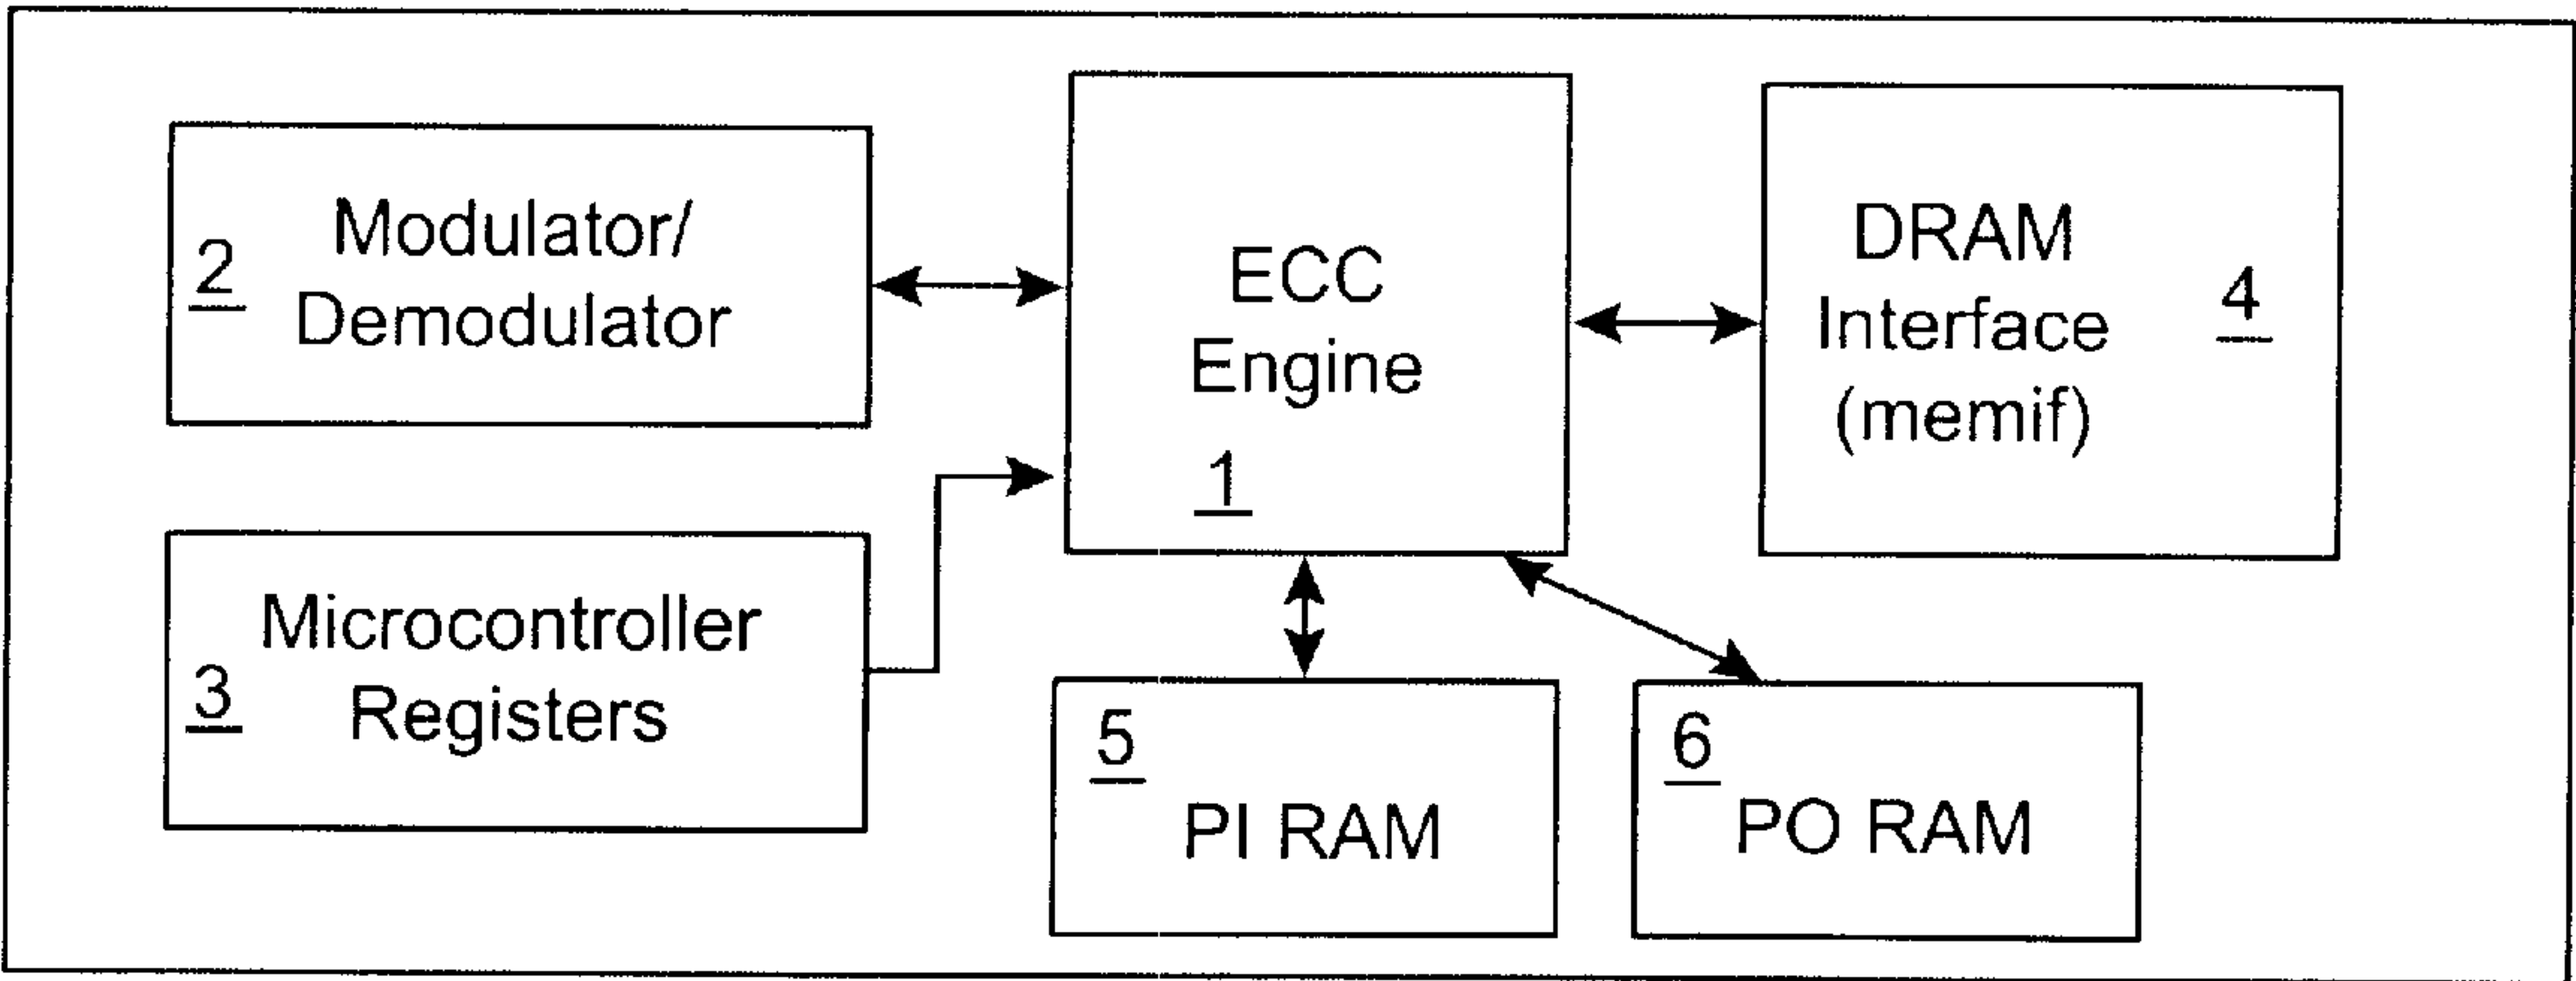 2
Modulator/
Demodulator
ECC
Engine
1
DRAM
Interface
(memif)
4
Microcontroller
Registers
3
5
PI RAM
6
PO RAM